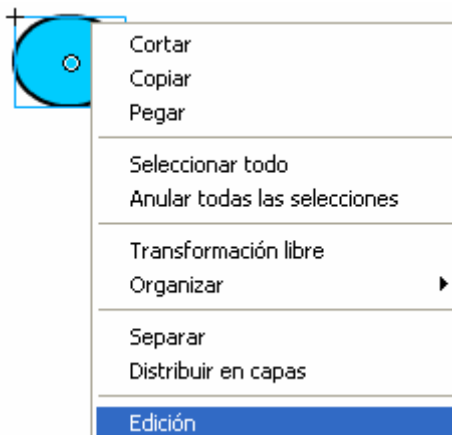 Cortar
Copiar
Pegar
Seleccionar todo
Anular todas las selecciones
Transformación libre
Organizar
Separar
Distribuir en capas
Edición